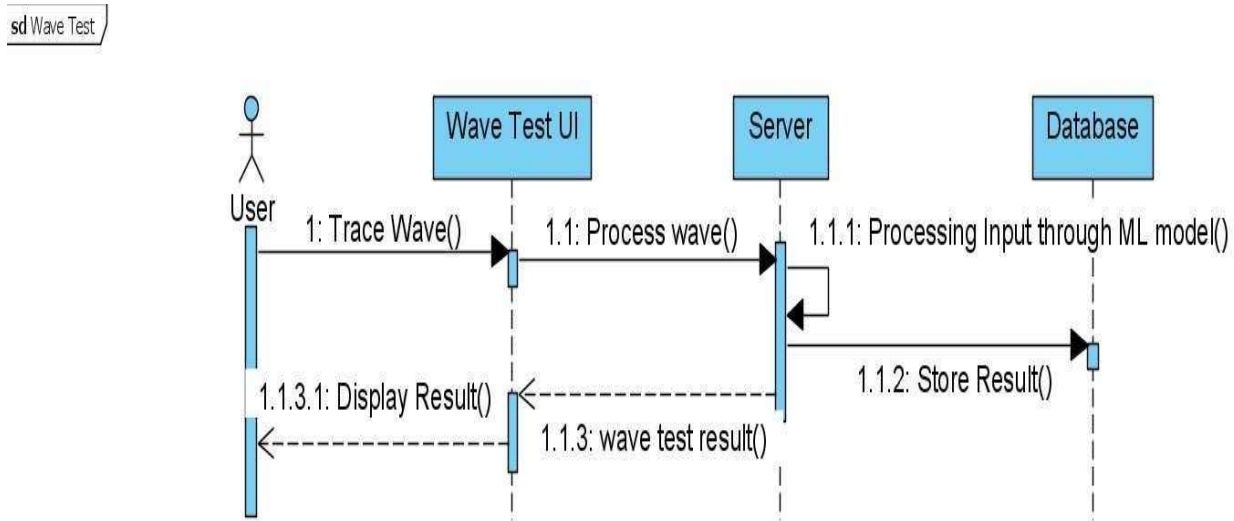 sd Wave Test
Wave Test UI
Server
Database
User
1: Trace Wave()
1.1: Process wave()
1.1.1: Processing Input through ML model()
1.1.2: Store Result()
1.1.3.1: Display Result()
1.1.3: wave test result()